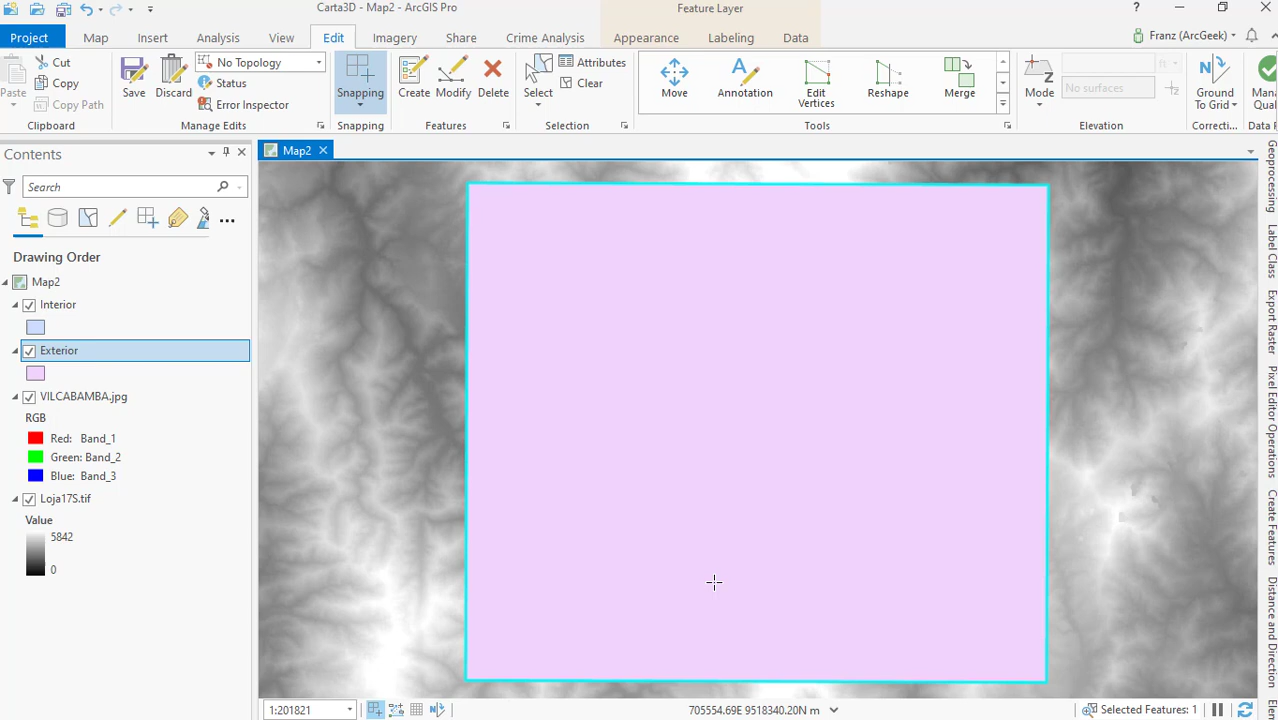 Carta3D - Map2 - ArcGIS Pro
Feature Layer
?
Project
Map
Insert
Analysis
View
Edit
Imagery
Share
Crime Analysis
Appearance
Labeling
Data
Franz (ArcGeek)
Paste
Cut
Copy
Copy Path
Clipboard
Save
Discard
No Topology
Status
Error Inspector
Manage Edits
Snapping
Snapping
Create
Modify
Delete
Features
Select
Attributes
Clear
Selection
Move
Annotation
Edit
Vertices
Reshape
Merge
Tools
Mode
ft
No surfaces
Elevation
Ground
To Grid
Correcti...
Data R
Contents
Map2
Search
Drawing Order
Map2
Interior
Exterior
VILCABAMBA.jpg
RGB
Red: Band_1
Green: Band_2
Blue: Band_3
Loja17S.tif
Value
5842
0
Geoprocessing
Label Class
Export Raster
Pixel Editor Operations
Create Features
Distance and Direction
1:201821
705554.69E 9518340.20N m
Selected Features: 1